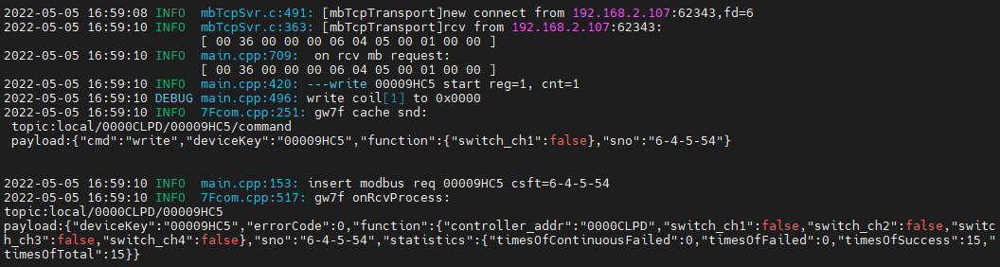 2022-05-05 16:59:08 INFO  mbTcpSvr.c:491: [mbTcpTransport]new connect from 192.168.2.107:62343,fd=6
2022-05-05 16:59:10 INFO  mbTcpSvr.c:363: [mbTcpTransport]rcv from 192.168.2.107:62343:
[ 00 36 00 00 00 06 04 05 00 01 00 00 ]
2022-05-05 16:59:10 INFO  main.cpp:709:  on rcv mb request:
[ 00 36 00 00 00 06 04 05 00 01 00 00 ]
2022-05-05 16:59:10 INFO  main.cpp:420: ---write 00009HC5 start reg=1, cnt=1
2022-05-05 16:59:10 DEBUG main.cpp:496: write coil[1] to 0x0000
2022-05-05 16:59:10 INFO  7Fcom.cpp:251: gw7f cache snd:
topic:local/0000CLPD/00009HC5/command
payload:{"cmd":"write","deviceKey":"00009HC5","function":{"switch_ch1":false},"sno":"6-4-5-54"}
2022-05-05 16:59:10 INFO  main.cpp:153: insert modbus req 00009HC5 csft=6-4-5-54
2022-05-05 16:59:10 INFO  7Fcom.cpp:517: gw7f onRcvProcess:
topic:local/0000CLPD/00009HC5
payload:{"deviceKey":"00009HC5","errorCode":0,"function":{"controller_addr":"0000CLPD","switch_ch1":false,"switch_ch2":false,"switc
h_ch3":false,"switch_ch4":false},"sno":"6-4-5-54","statistics":{"timesOfContinuousFailed":0,"timesOfFailed":0,"timesOfSuccess":15,"
timesOfTotal":15}}